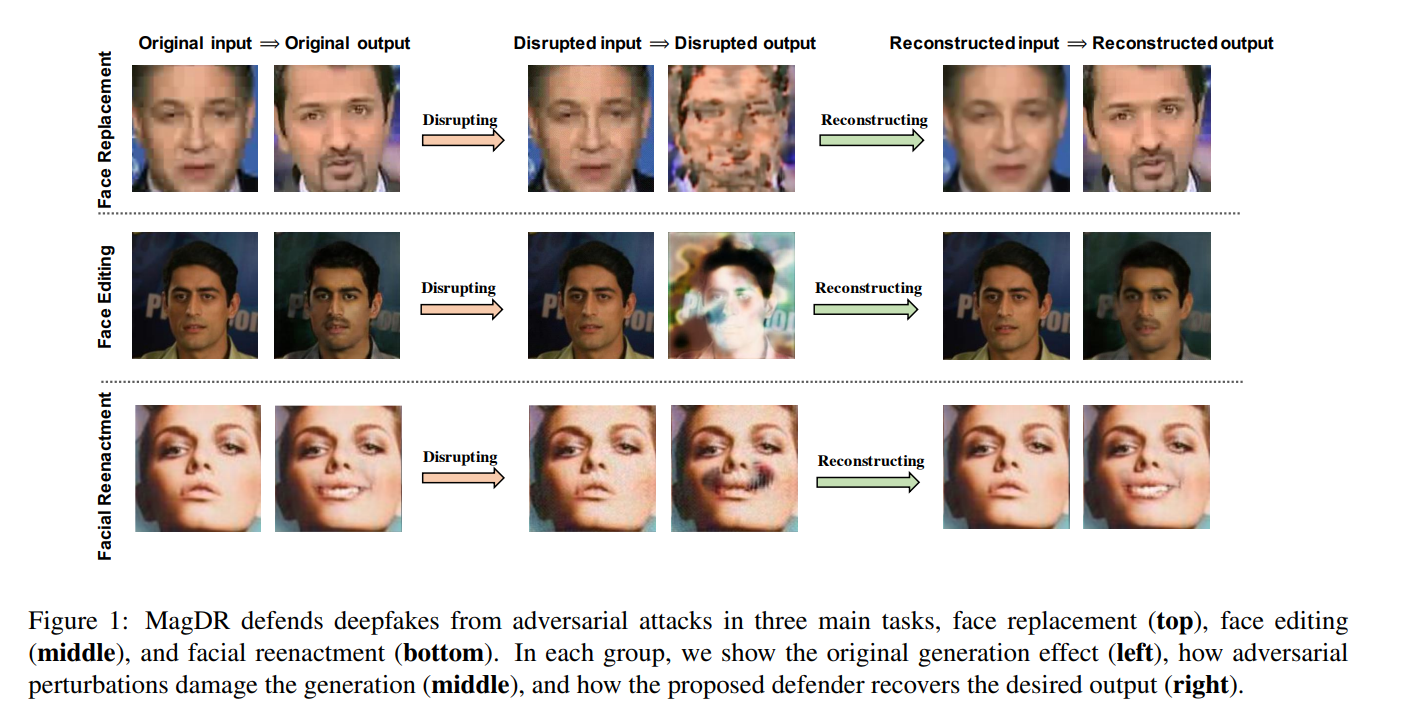 Original input ⇒ Original output
Disrupted input ⇒ Disrupted output
Reconstructed input ⇒ Reconstructed output
Face Replacement
Disrupting
Reconstructing
Face Editing
Disrupting
Reconstructing
Facial Reenactment
Disrupting
Reconstructing
Figure 1: MagDR defends deepfakes from adversarial attacks in three main tasks, face replacement (top), face editing
(middle), and facial reenactment (bottom). In each group, we show the original generation effect (left), how adversarial
perturbations damage the generation (middle), and how the proposed defender recovers the desired output (right).